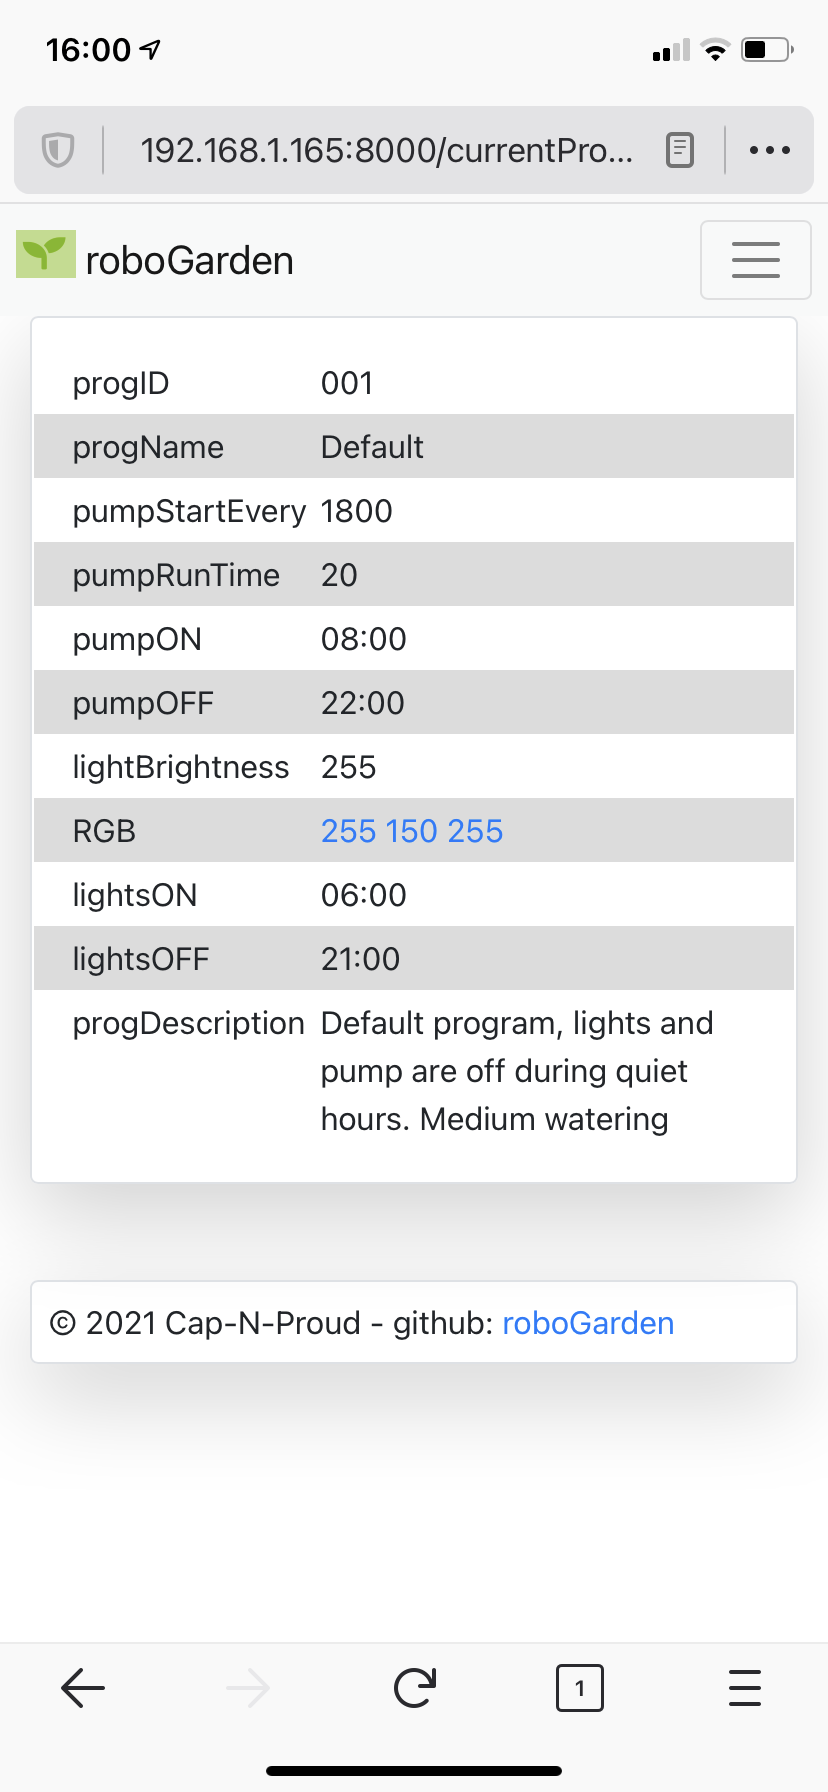 16:00
192.168.1.165:8000/currentPro...
roboGarden
progID 001
progName Default
pumpStartEvery 1800
pumpRunTime 20
pumpON 08:00
pumpOFF 22:00
lightBrightness 255
RGB 255 150 255
lightsON 06:00
lightsOFF 21:00
progDescription Default program, lights and
pump are off during quiet
hours. Medium watering
© 2021 Cap-N-Proud - github: roboGarden
1